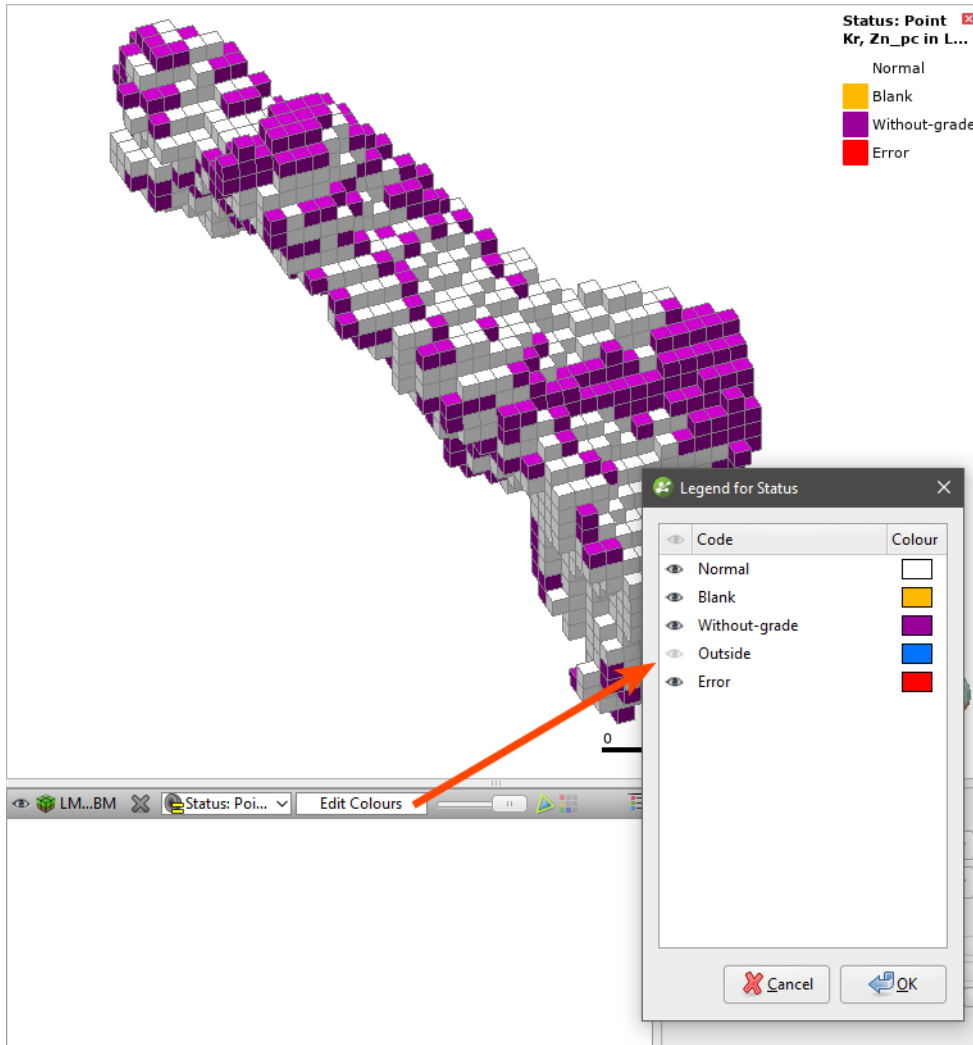 Status: Point
Kr, Zn_pc in L...
Normal
Blank
Without-grade
Error
0
LM...BM
Status: Poi...
Edit Colours
Legend for Status
Code
Colour
Normal
Blank
Without-grade
Outside
Error
Cancel
OK